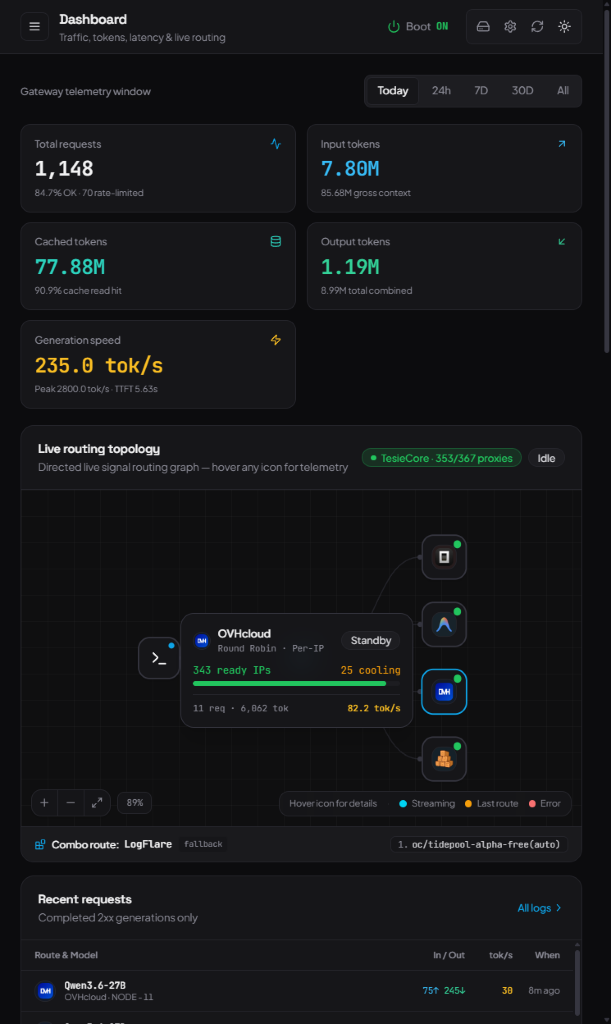 Dashboard
Traffic, tokens, latency & live routing
Boot ON
Gateway telemetry window
Today 24h 7D 30D All
Total requests
1,148
84.7% OK · 70 rate-limited
Input tokens
7.80M
85.68M gross context
Cached tokens
77.88M
90.9% cache read hit
Output tokens
1.19M
8.99M total combined
Generation speed
235.0 tok/s
Peak 2800.0 tok/s · TTFT 5.63s
Live routing topology
Directed live signal routing graph — hover any icon for telemetry
TesieCore · 353/367 proxies
Idle
OVHcloud
Round Robin · Per-IP
Standby
343 ready IPs
25 cooling
11 req · 6,062 tok
82.2 tok/s
89%
Hover icon for details
Streaming
Last route
Error
Combo route: LogFlare fallback
1. oc/tidepool-alpha-free(auto)
Recent requests
Completed 2xx generations only
All logs
Route & Model In / Out tok/s When
Qwen3.6-27B
OVHcloud · NODE - 11
75↑ 245↓ 30 8m ago